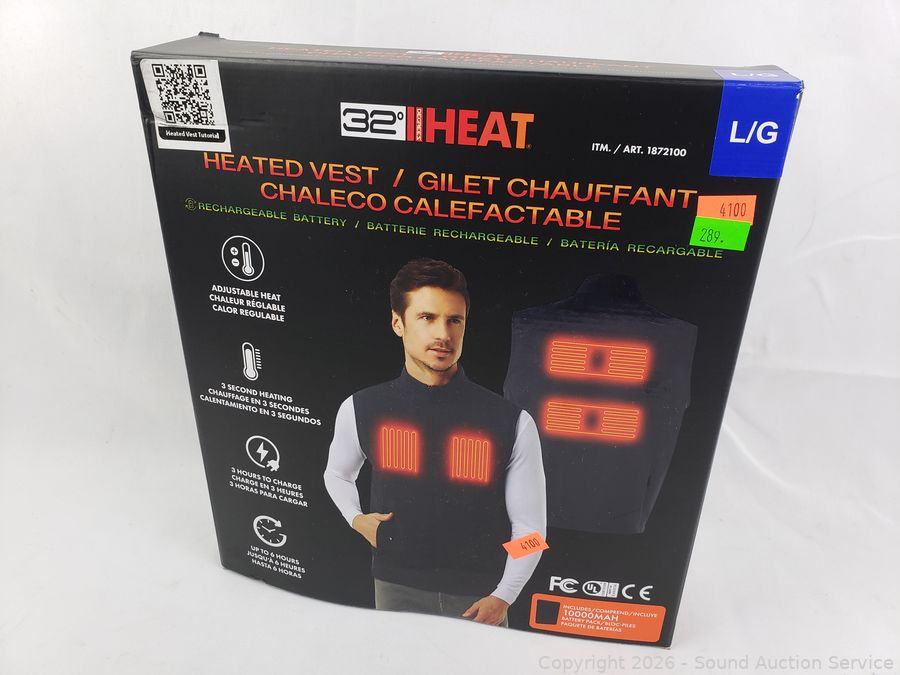 L/G
Heated Vest Tutorial
32° DEGREES HEAT
ITM. / ART. 1872100
L/G
HEATED VEST / GILET CHAUFFANT
CHALECO CALEFACTABLE
RECHARGEABLE BATTERY / BATTERIE RECHARGEABLE / BATERÍA RECARGABLE
4100
289.
ADJUSTABLE HEAT
CHALEUR RÉGLABLE
CALOR REGULABLE
3 SECOND HEATING
CHAUFFAGE EN 3 SECONDES
CALENTAMIENTO EN 3 SEGUNDOS
3 HOURS TO CHARGE
CHARGE EN 3 HEURES
3 HORAS PARA CARGAR
UP TO 6 HOURS
JUSQU'À 6 HEURES
HASTA 6 HORAS
4100
FC UL CE
INCLUDES/COMPREND/INCLUYE
10000MAH
BATTERY PACK/BLOC-PILES
PAQUETE DE BATERÍAS
Copyright 2026 - Sound Auction Service